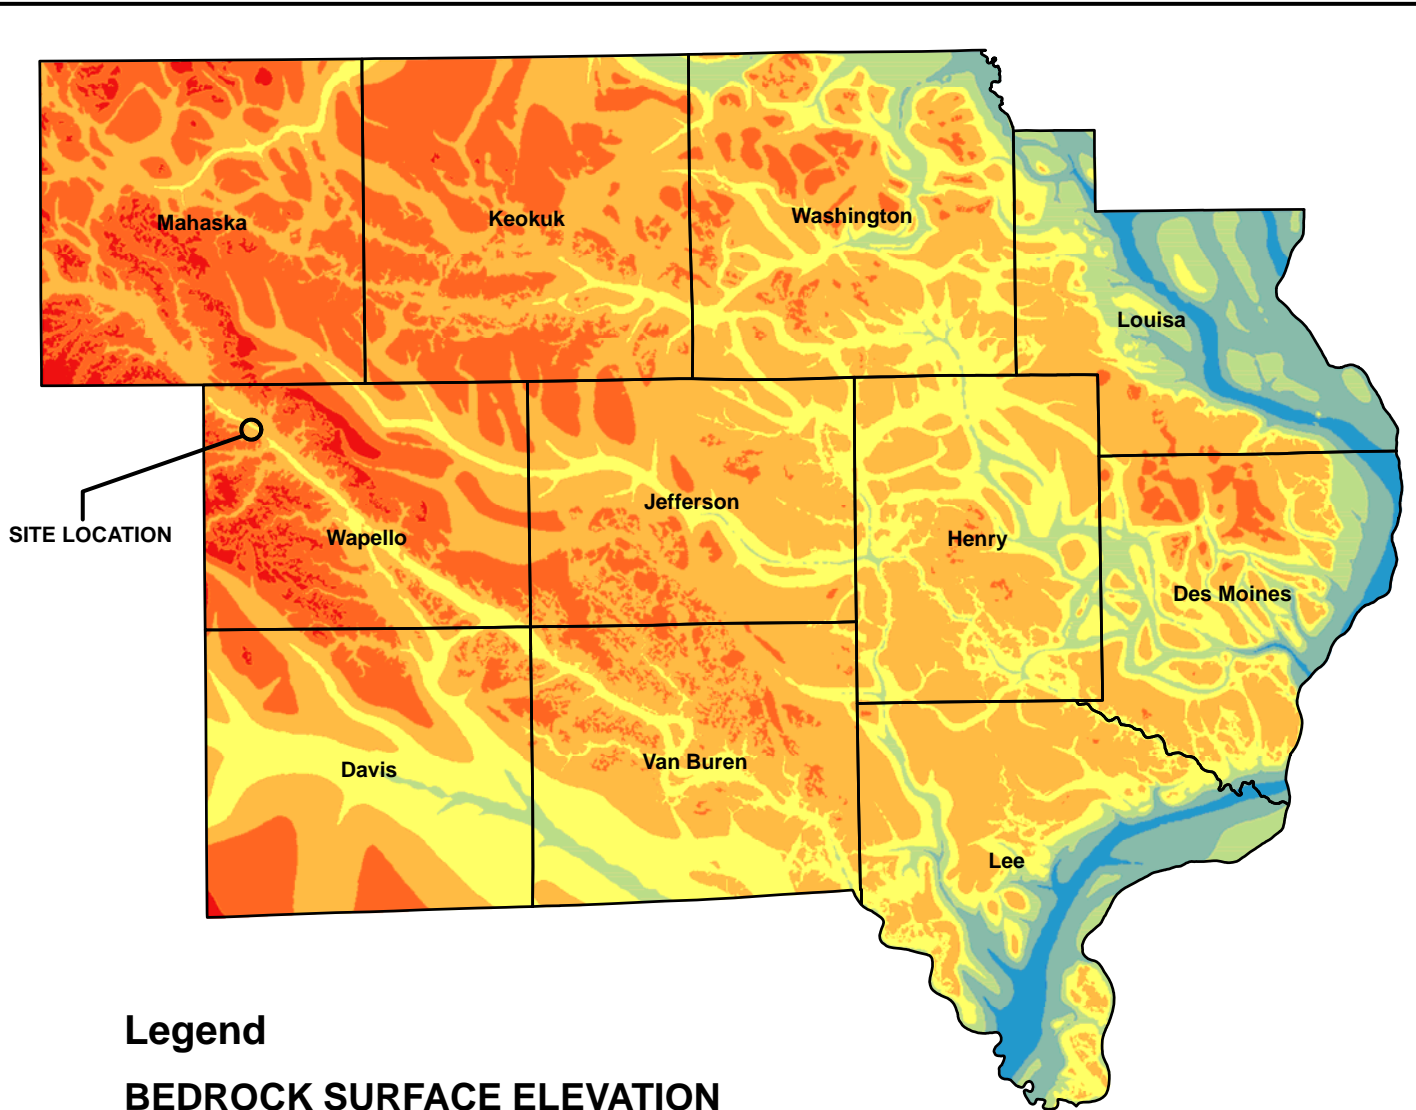 Mahaska
Keokuk
Washington
Louisa
SITE LOCATION
Wapello
Jefferson
Henry
Des Moines
Davis
Van Buren
Lee
Legend
BEDROCK SURFACE ELEVATION